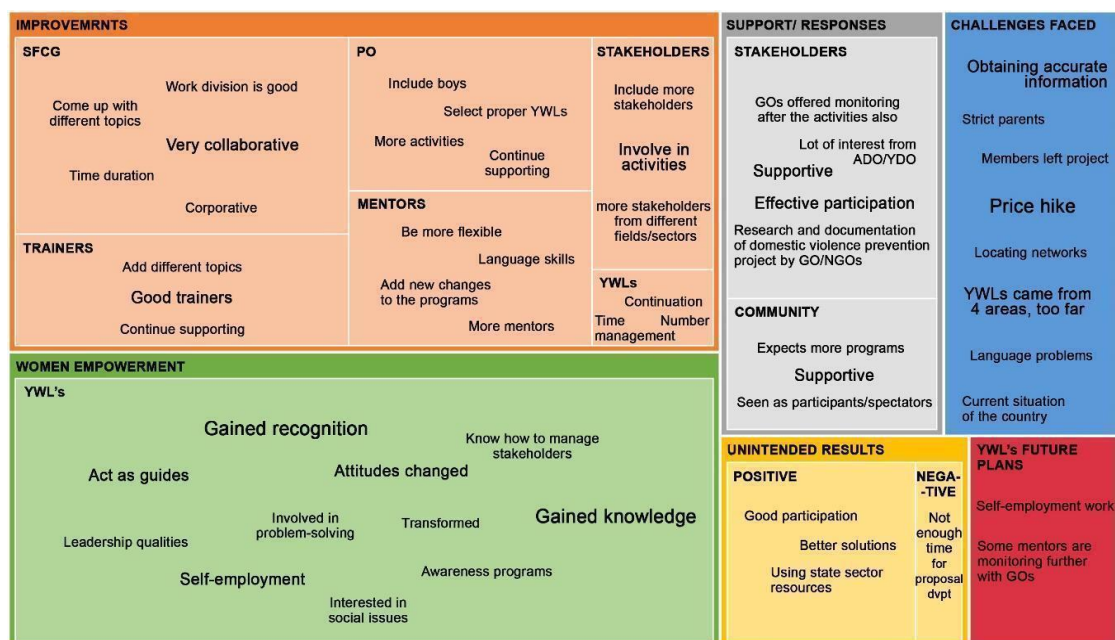 IMPROVEMRNTS
SFCG
Work division is good
Come up with
different topics
Very collaborative
Time duration
Corporative
TRAINERS
Add different topics
Good trainers
Continue supporting
PO
Include boys
Select proper YWLs
More activities
Continue
supporting
MENTORS
Be more flexible
Language skills
Add new changes
to the programs
More mentors
STAKEHOLDERS
Include more
stakeholders
Involve in
activities
more stakeholders
from different
fields/sectors
YWLs
Continuation
Time Number
management
SUPPORT/ RESPONSES
STAKEHOLDERS
GOs offered monitoring
after the activities also
Lot of interest from
ADO/YDO
Supportive
Effective participation
Research and documentation
of domestic violence prevention
project by GO/NGOs
COMMUNITY
Expects more programs
Supportive
Seen as participants/spectators
CHALLENGES FACED
Obtaining accurate
information
Strict parents
Members left project
Price hike
Locating networks
YWLs came from
4 areas, too far
Language problems
Current situation
of the country
WOMEN EMPOWERMENT
YWL's
Gained recognition
Know how to manage
stakeholders
Act as guides
Attitudes changed
Involved in
problem-solving
Transformed
Gained knowledge
Leadership qualities
Self-employment
Awareness programs
Interested in
social issues
UNINTENDED RESULTS
POSITIVE
Good participation
Better solutions
Using state sector
resources
NEGA-
-TIVE
Not
enough
time
for
proposal
dvpt
YWL's FUTURE
PLANS
Self-employment work
Some mentors are
monitoring further
with GOs